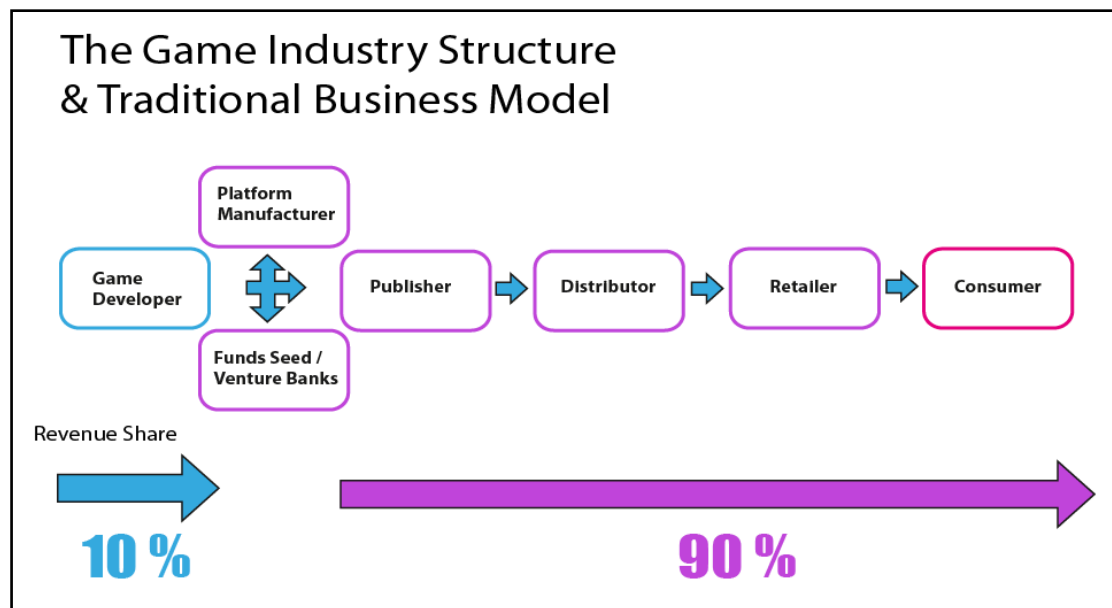 The Game Industry Structure
& Traditional Business Model
Platform
Manufacturer
Game
Developer
Publisher
Distributor
Retailer
Consumer
Funds Seed /
Venture Banks
Revenue Share
10 %
90 %